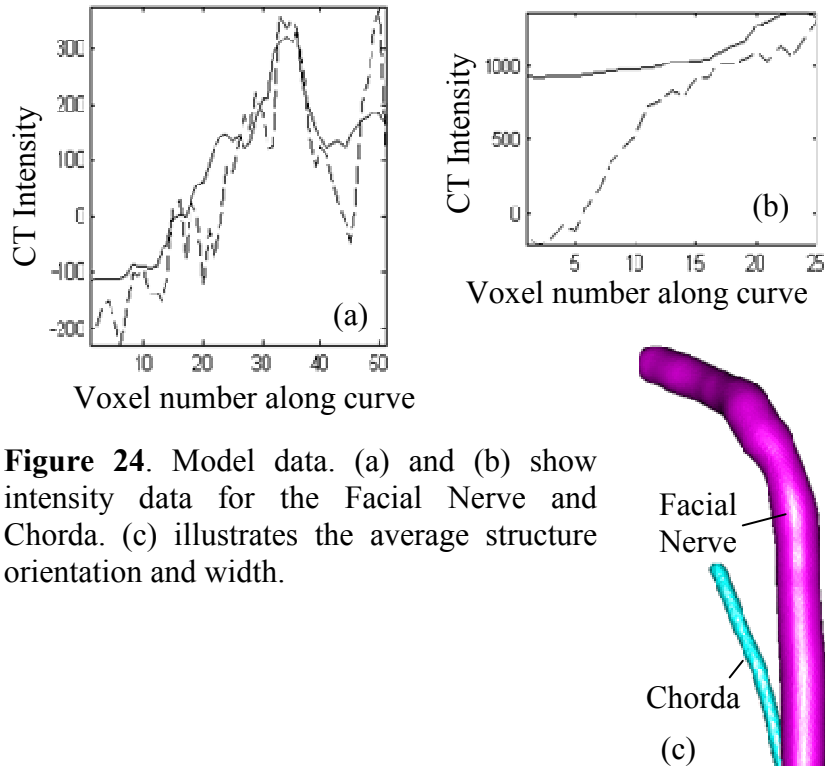 300
200
100
0
-100
-200
CT Intensity
10 20 30 40 50
(a)
Voxel number along curve
1000
500
0
CT Intensity
5 10 15 20 25
(b)
Voxel number along curve
Figure 24. Model data. (a) and (b) show
intensity data for the Facial Nerve and
Chorda. (c) illustrates the average structure
orientation and width.
Facial
Nerve
Chorda
(c)